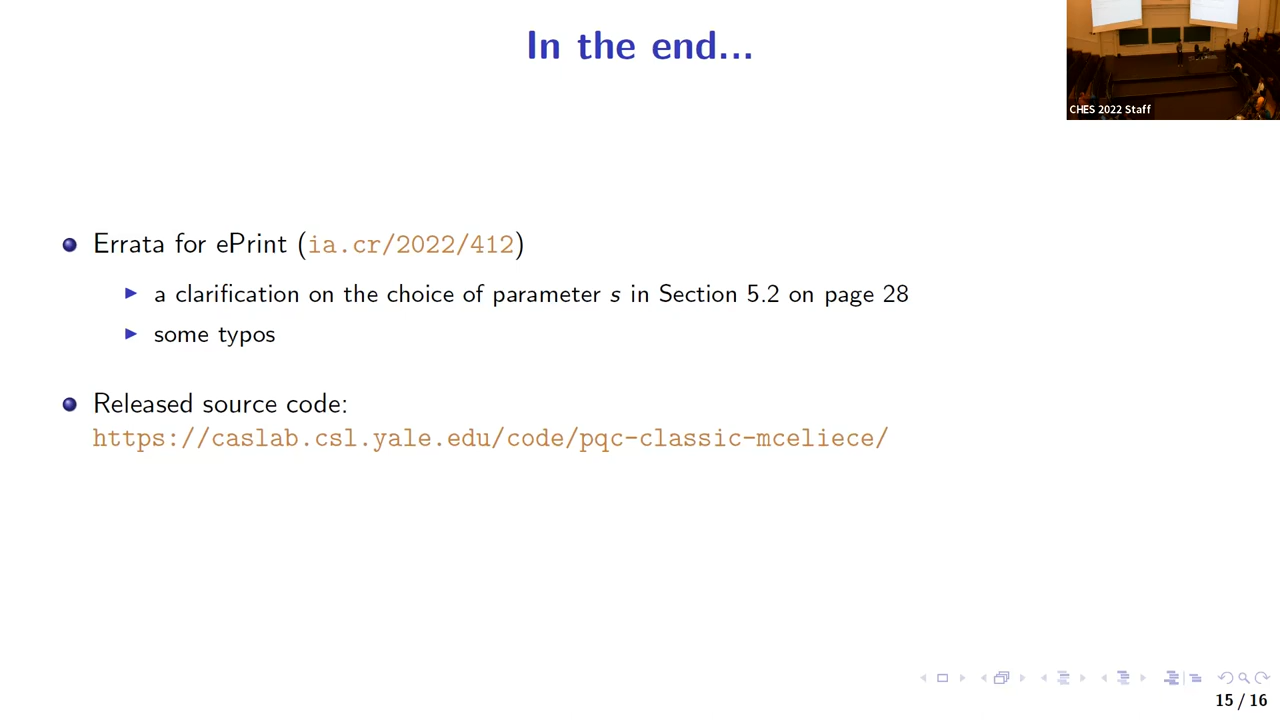 In the end...
CHES 2022 Staff
Errata for ePrint (ia.cr/2022/412)
a clarification on the choice of parameter s in Section 5.2 on page 28
some typos
Released source code:
https://caslab.csl.yale.edu/code/pqc-classic-mceliece/
15 / 16